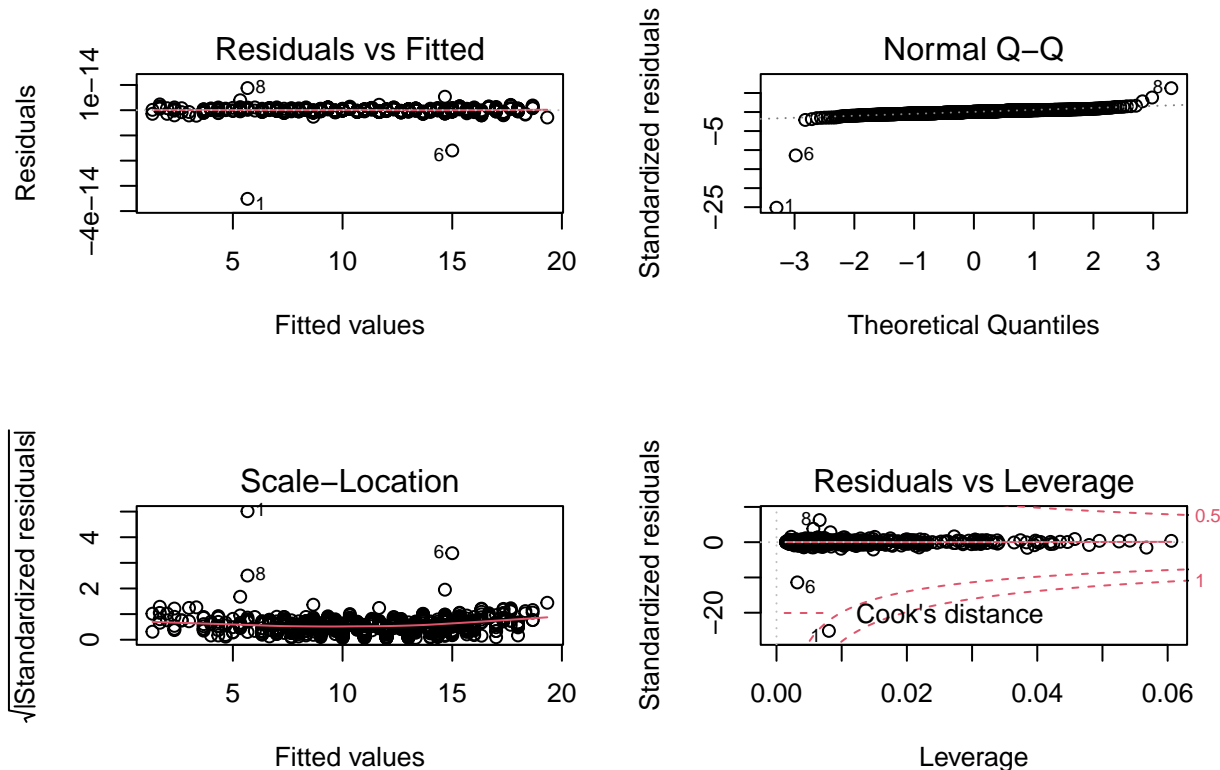 Residuals vs Fitted
Residuals
1e−14
−4e−14
8
6
1
5 10 15 20
Fitted values
Normal Q−Q
Standardized residuals
−5
−25
8
6
1
−3 −2 −1 0 1 2 3
Theoretical Quantiles
Scale−Location
√|Standardized residuals|
4
2
0
1
6
8
5 10 15 20
Fitted values
Residuals vs Leverage
Standardized residuals
0
−20
8
6
1
0.5
1
Cook's distance
0.00 0.02 0.04 0.06
Leverage